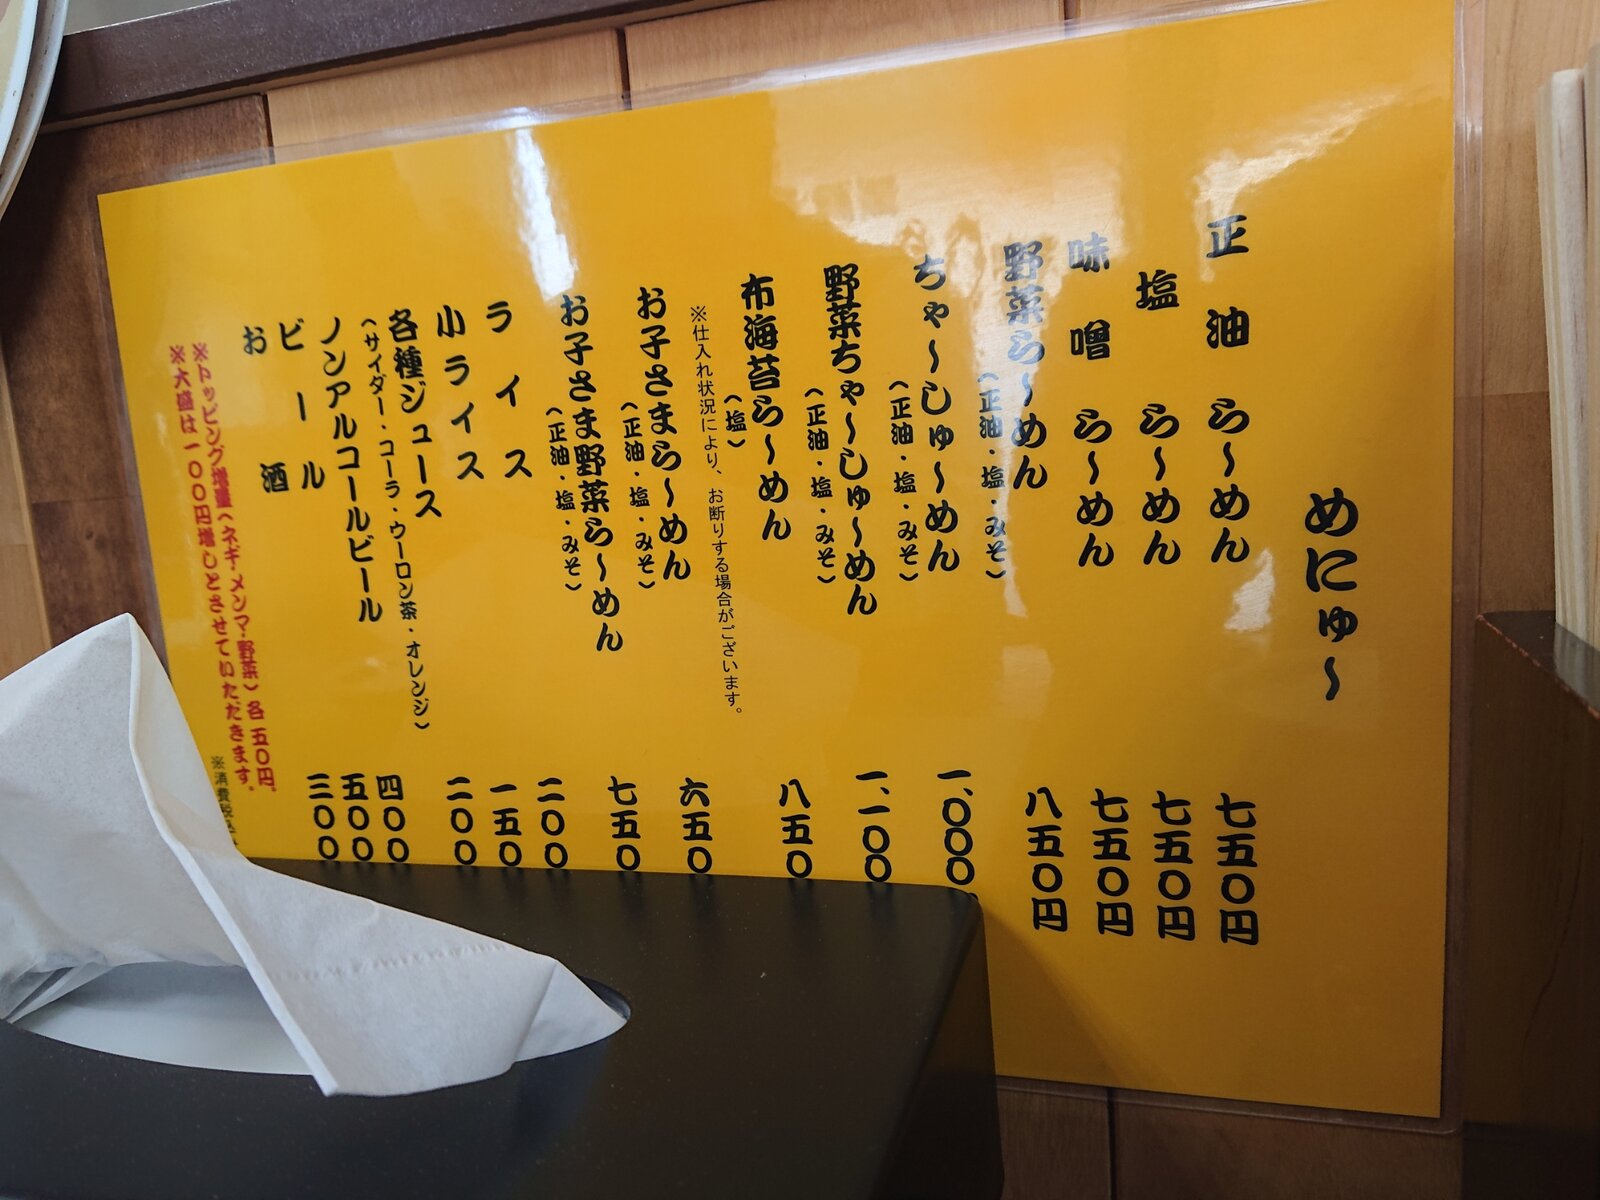 めにゅ〜
正油ら〜めん 七五〇円
塩ら〜めん 七五〇円
味噌ら〜めん 七五〇円
野菜ら〜めん 八五〇円
(正油・塩・みそ)
ちゃ〜しゅ〜めん 一、〇〇〇
(正油・塩・みそ)
野菜ちゃ〜しゅ〜めん 一、一〇〇
(正油・塩・みそ)
布海苔ら〜めん 八五〇
(塩)
※仕入れ状況により、お断りする場合がございます。
お子さまら〜めん 六五〇
(正油・塩・みそ)
お子さま野菜ら〜めん 七五〇
(正油・塩・みそ)
ライス 二〇〇
小ライス 一五〇
各種ジュース 二〇〇
(サイダー・コーラ・ウーロン茶・オレンジ)
ノンアルコールビール 四〇〇
ビール 五〇〇
お酒 三〇〇
※トッピング増量(ネギ・メンマ・野菜)各五〇円。
※大盛は一〇〇円増しとさせていただきます。
※消費税込